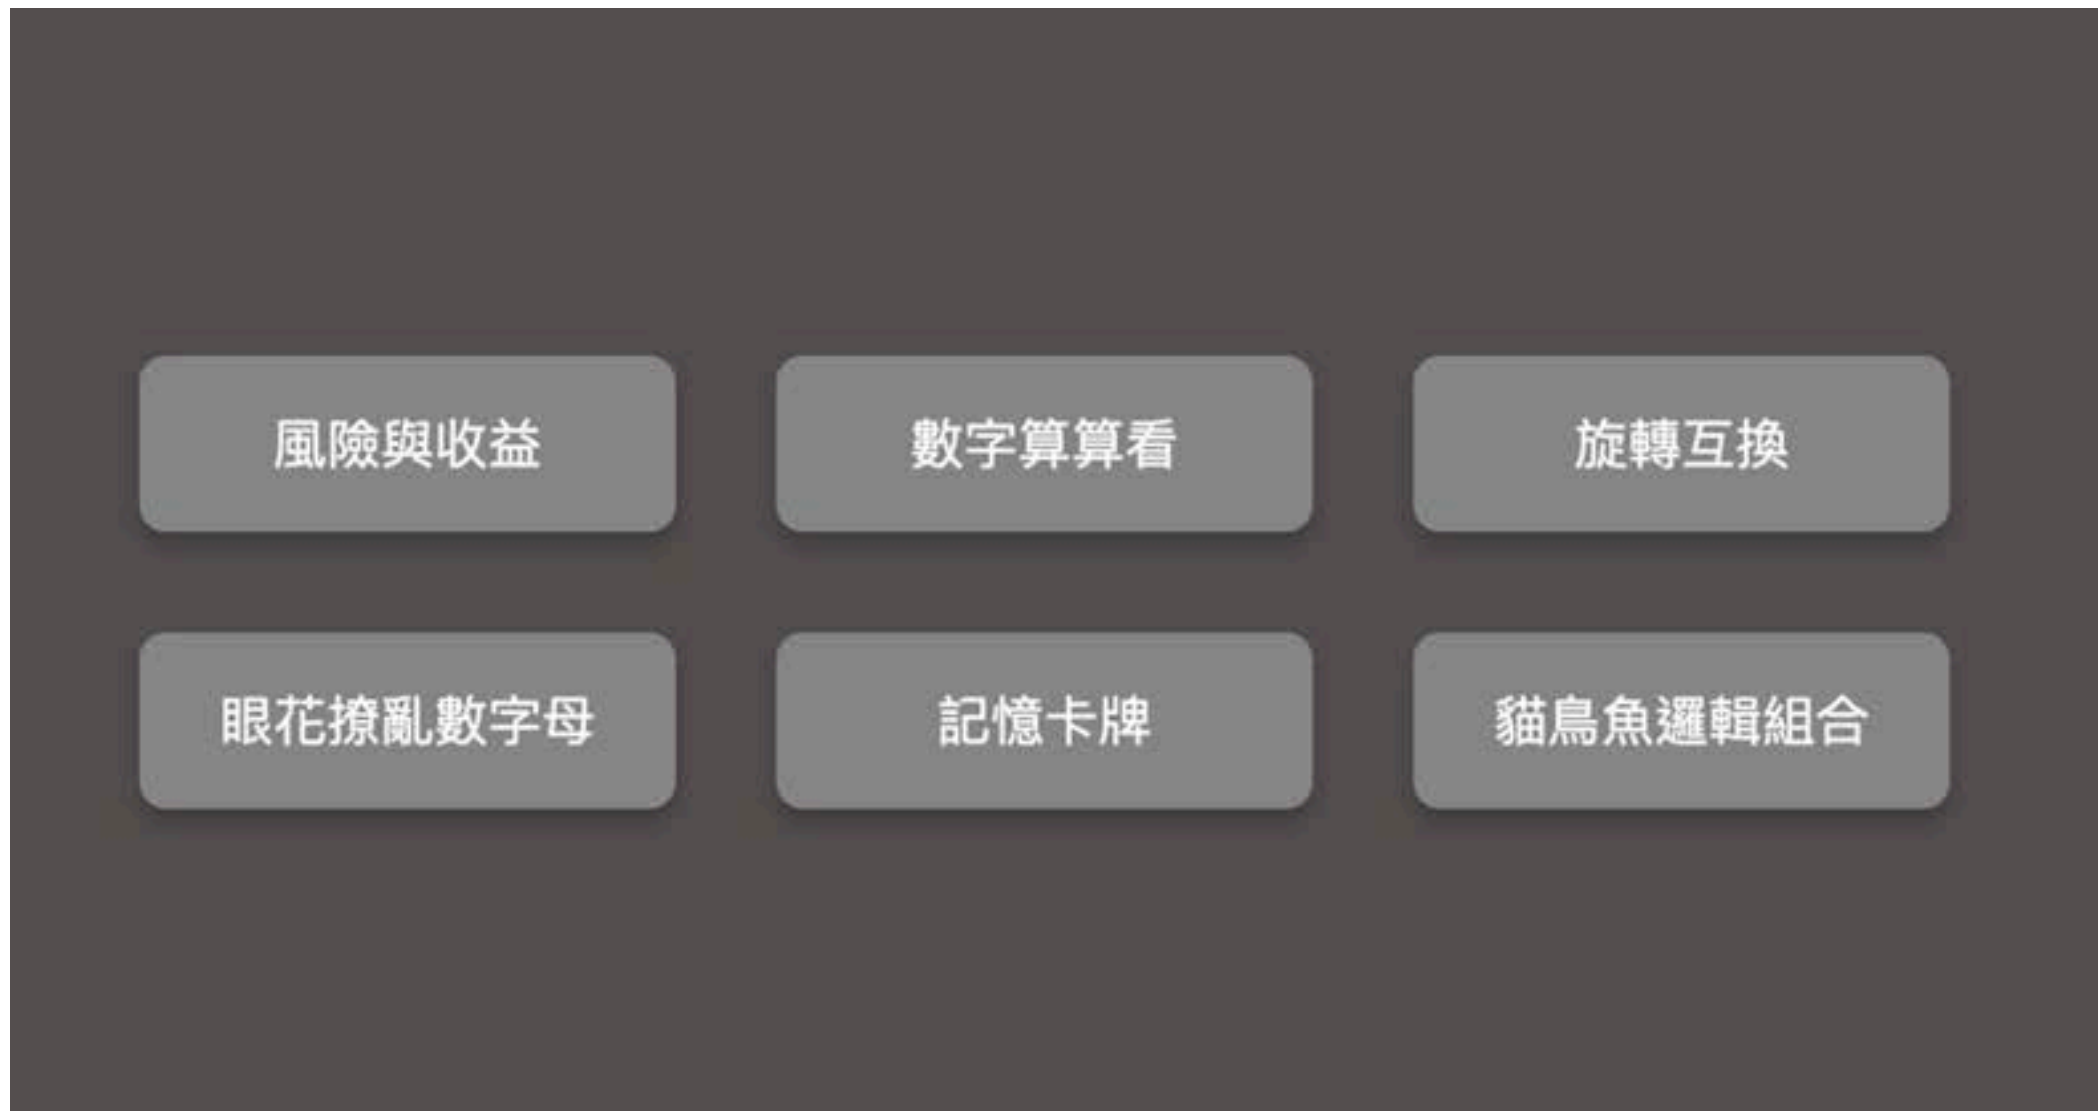 風險與收益
數字算算看
旋轉互換
眼花撩亂數字母
記憶卡牌
貓鳥魚邏輯組合